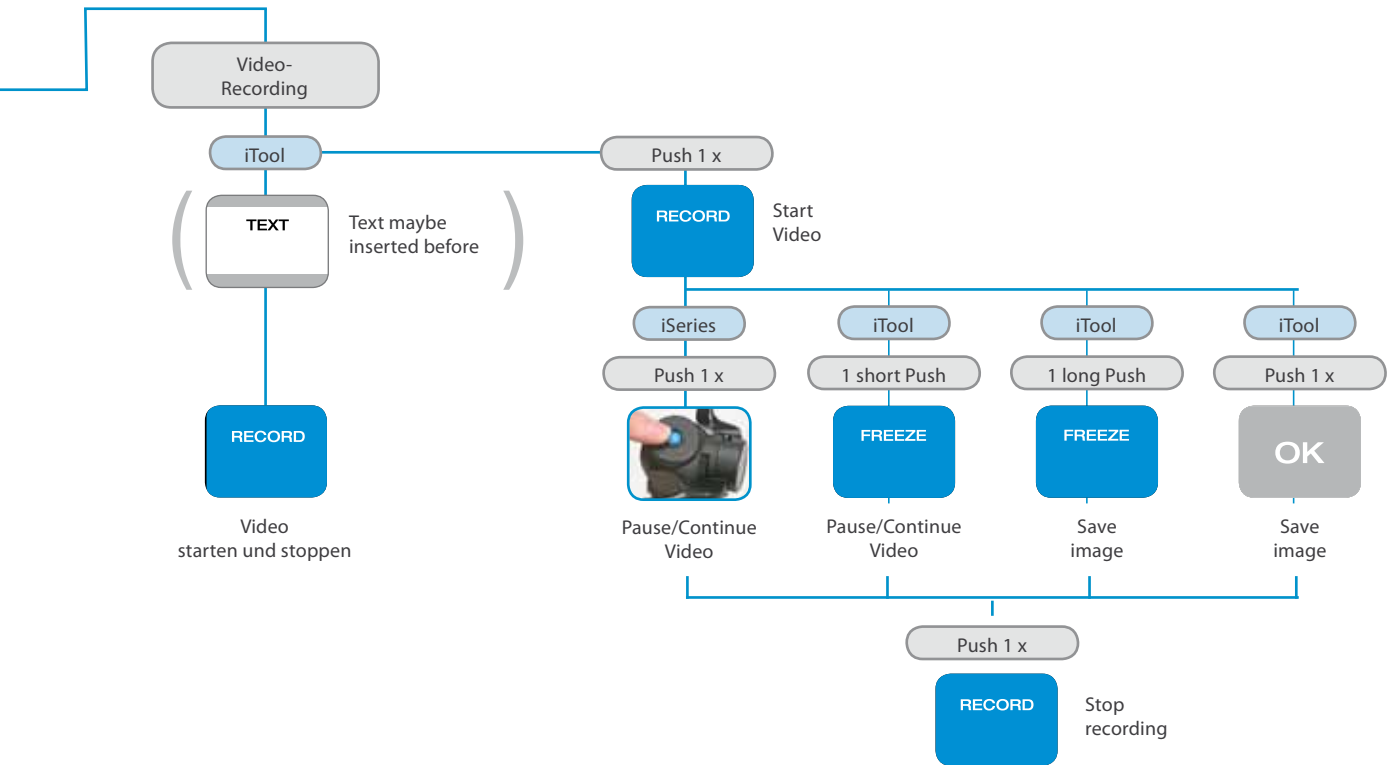 Video-
Recording
iTool
Push 1 x
TEXT
Text maybe
inserted before
RECORD
Start
Video
iSeries
iTool
iTool
iTool
Push 1 x
1 short Push
1 long Push
Push 1 x
RECORD
FREEZE
FREEZE
OK
Video
starten und stoppen
Pause/Continue
Video
Pause/Continue
Video
Save
image
Save
image
Push 1 x
RECORD
Stop
recording